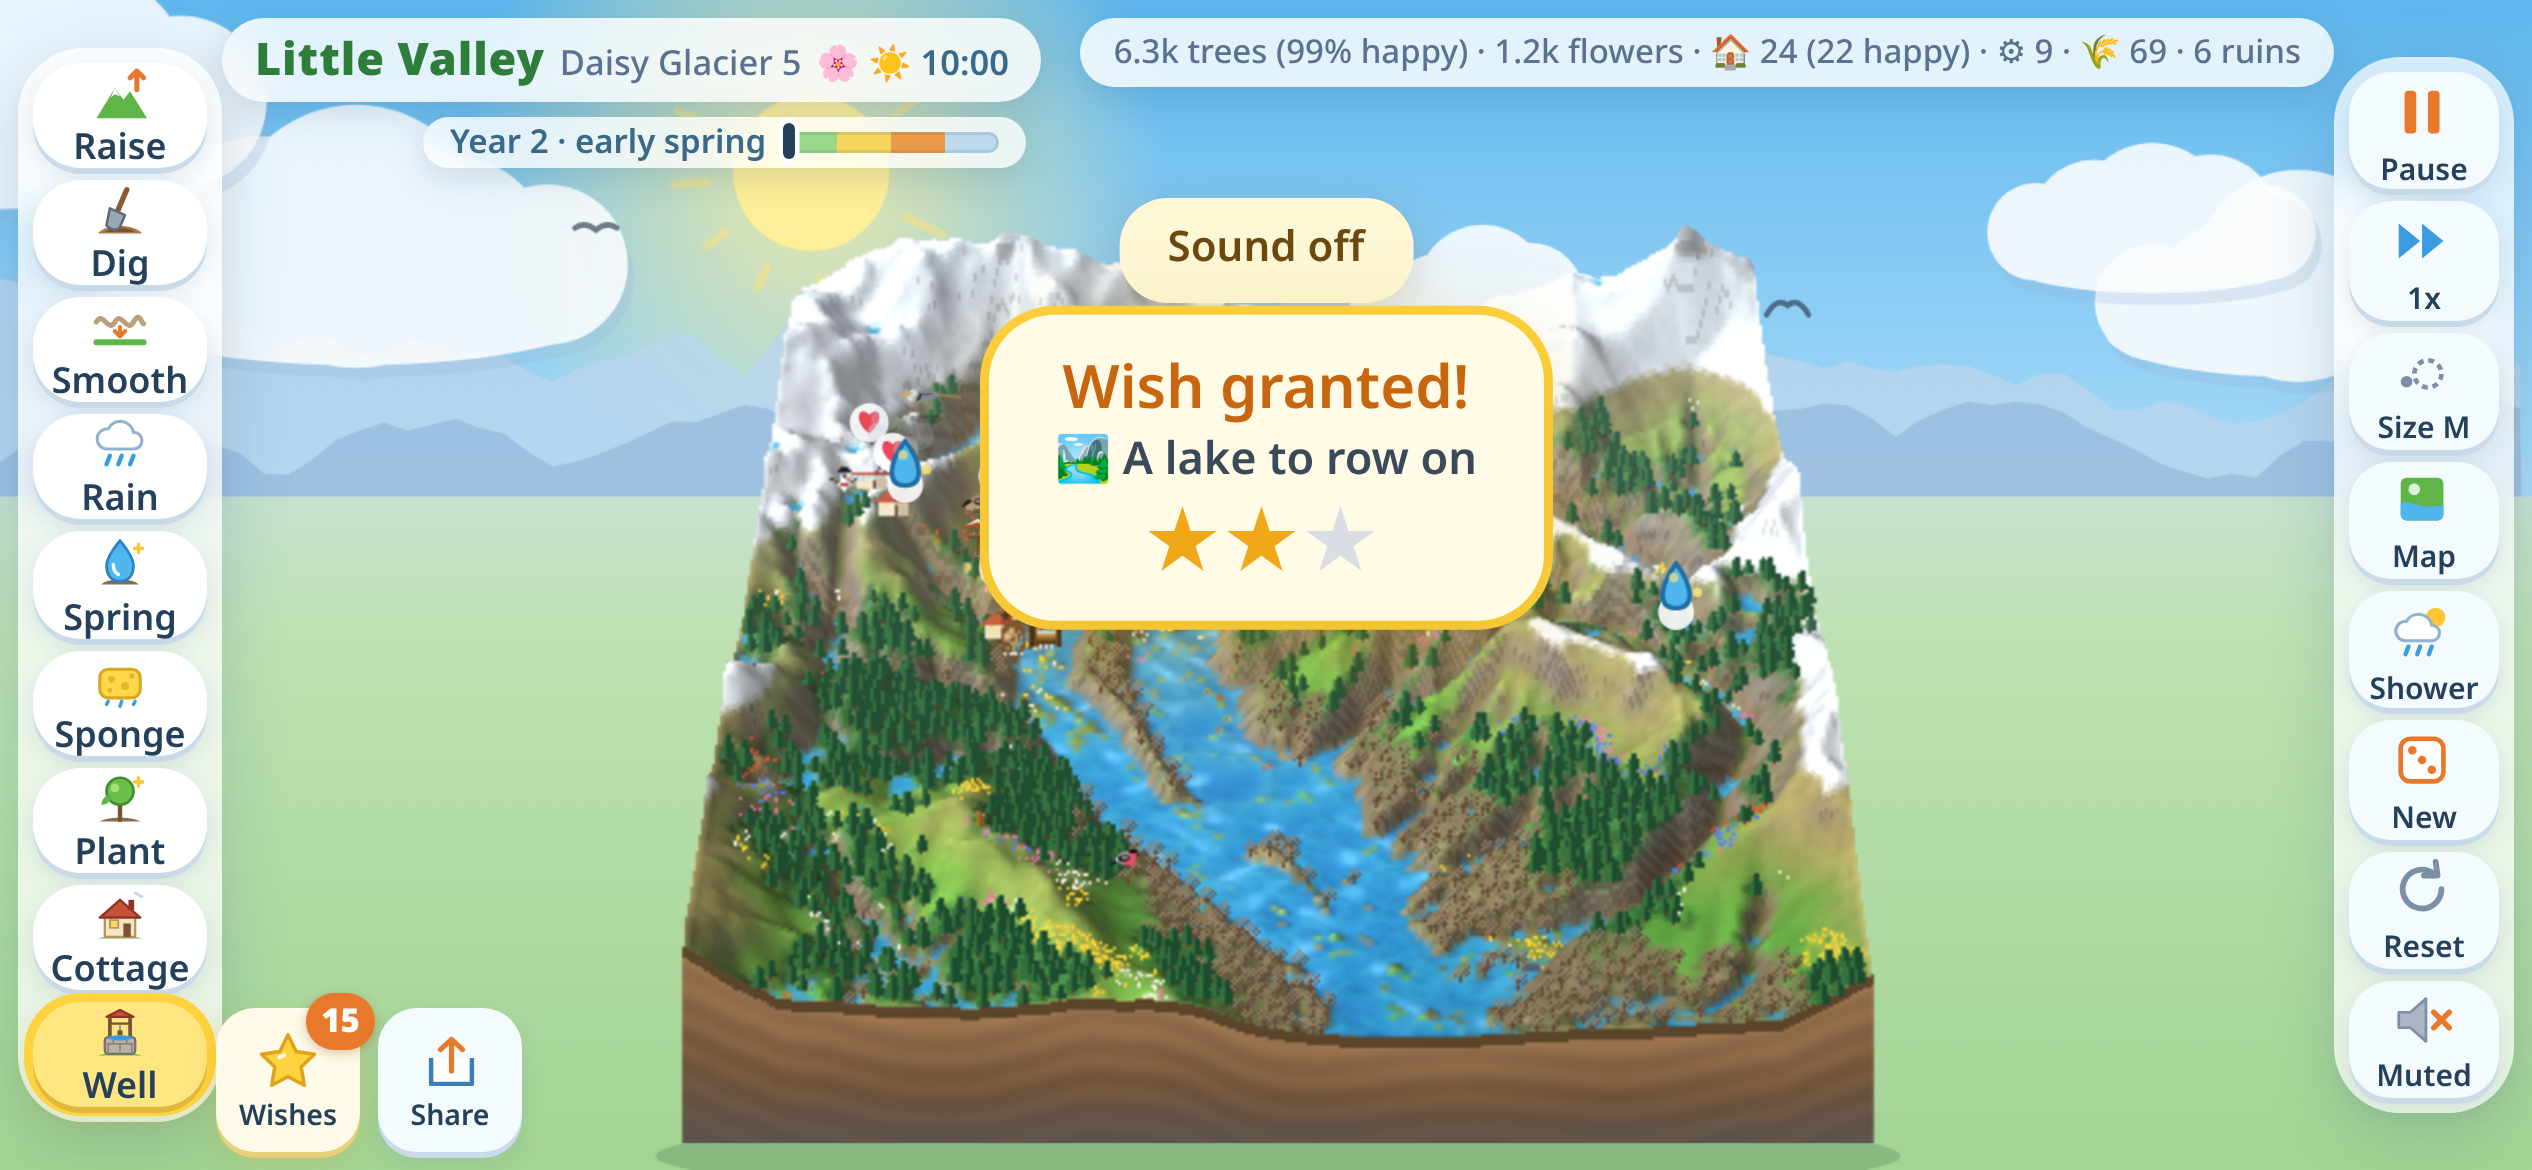 Little Valley Daisy Glacier 5 🌸 ☀️ 10:00
6.3k trees (99% happy) · 1.2k flowers · 🏠 24 (22 happy) · ⚙ 9 · 🌾 69 · 6 ruins
Year 2 · early spring
Sound off
Wish granted!
🏞️ A lake to row on
Raise
Dig
Smooth
Rain
Spring
Sponge
Plant
Cottage
Well
15
Wishes
Share
Pause
1x
Size M
Map
Shower
New
Reset
Muted